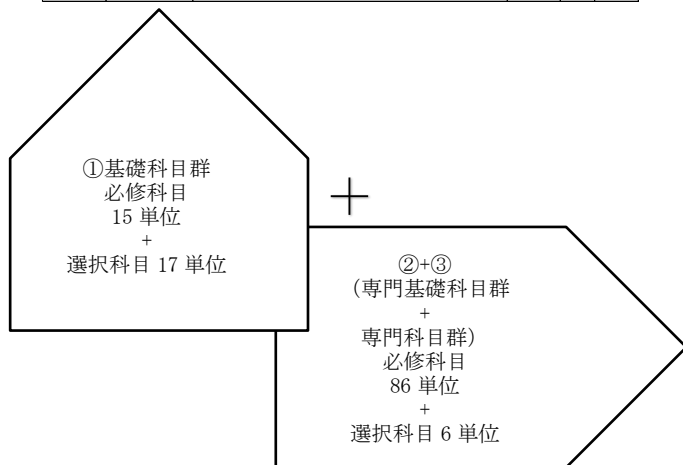 ①基礎科目群
必修科目
15 単位
+
選択科目 17 単位
+
②+③
(専門基礎科目群
+
専門科目群)
必修科目
86 単位
+
選択科目 6 単位